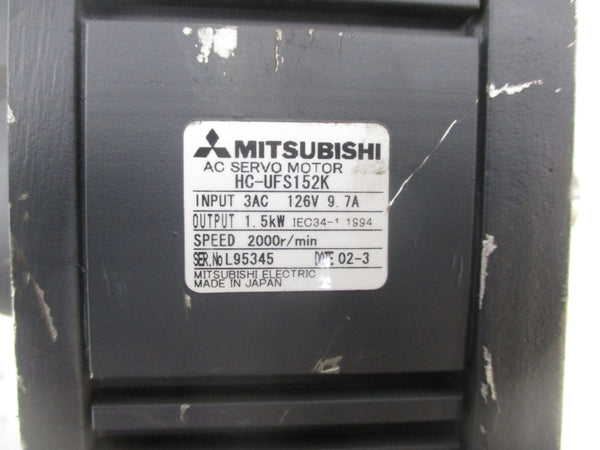 MITSUBISHI
AC SERVO MOTOR
HC-UFS152K
INPUT 3AC 126V 9.7A
OUTPUT 1.5kW IEC34-1 1994
SPEED 2000r/min
SER.No L95345 DATE 02-3
MITSUBISHI ELECTRIC
MADE IN JAPAN